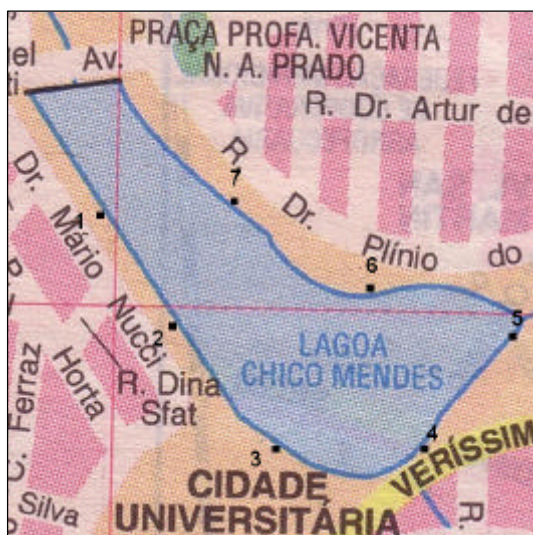 PRAÇA PROFA. VICENTA
N. A. PRADO
Av.
R. Dr. Artur de
R. Dr. Plínio do
Dr. Mário Nucci
7
1
6
2
5
LAGOA
CHICO MENDES
R. Dina
Sfat
Horta
C. Ferraz
3
4
CIDADE
UNIVERSITÁRIA
VERÍSSIM
Silva
R.